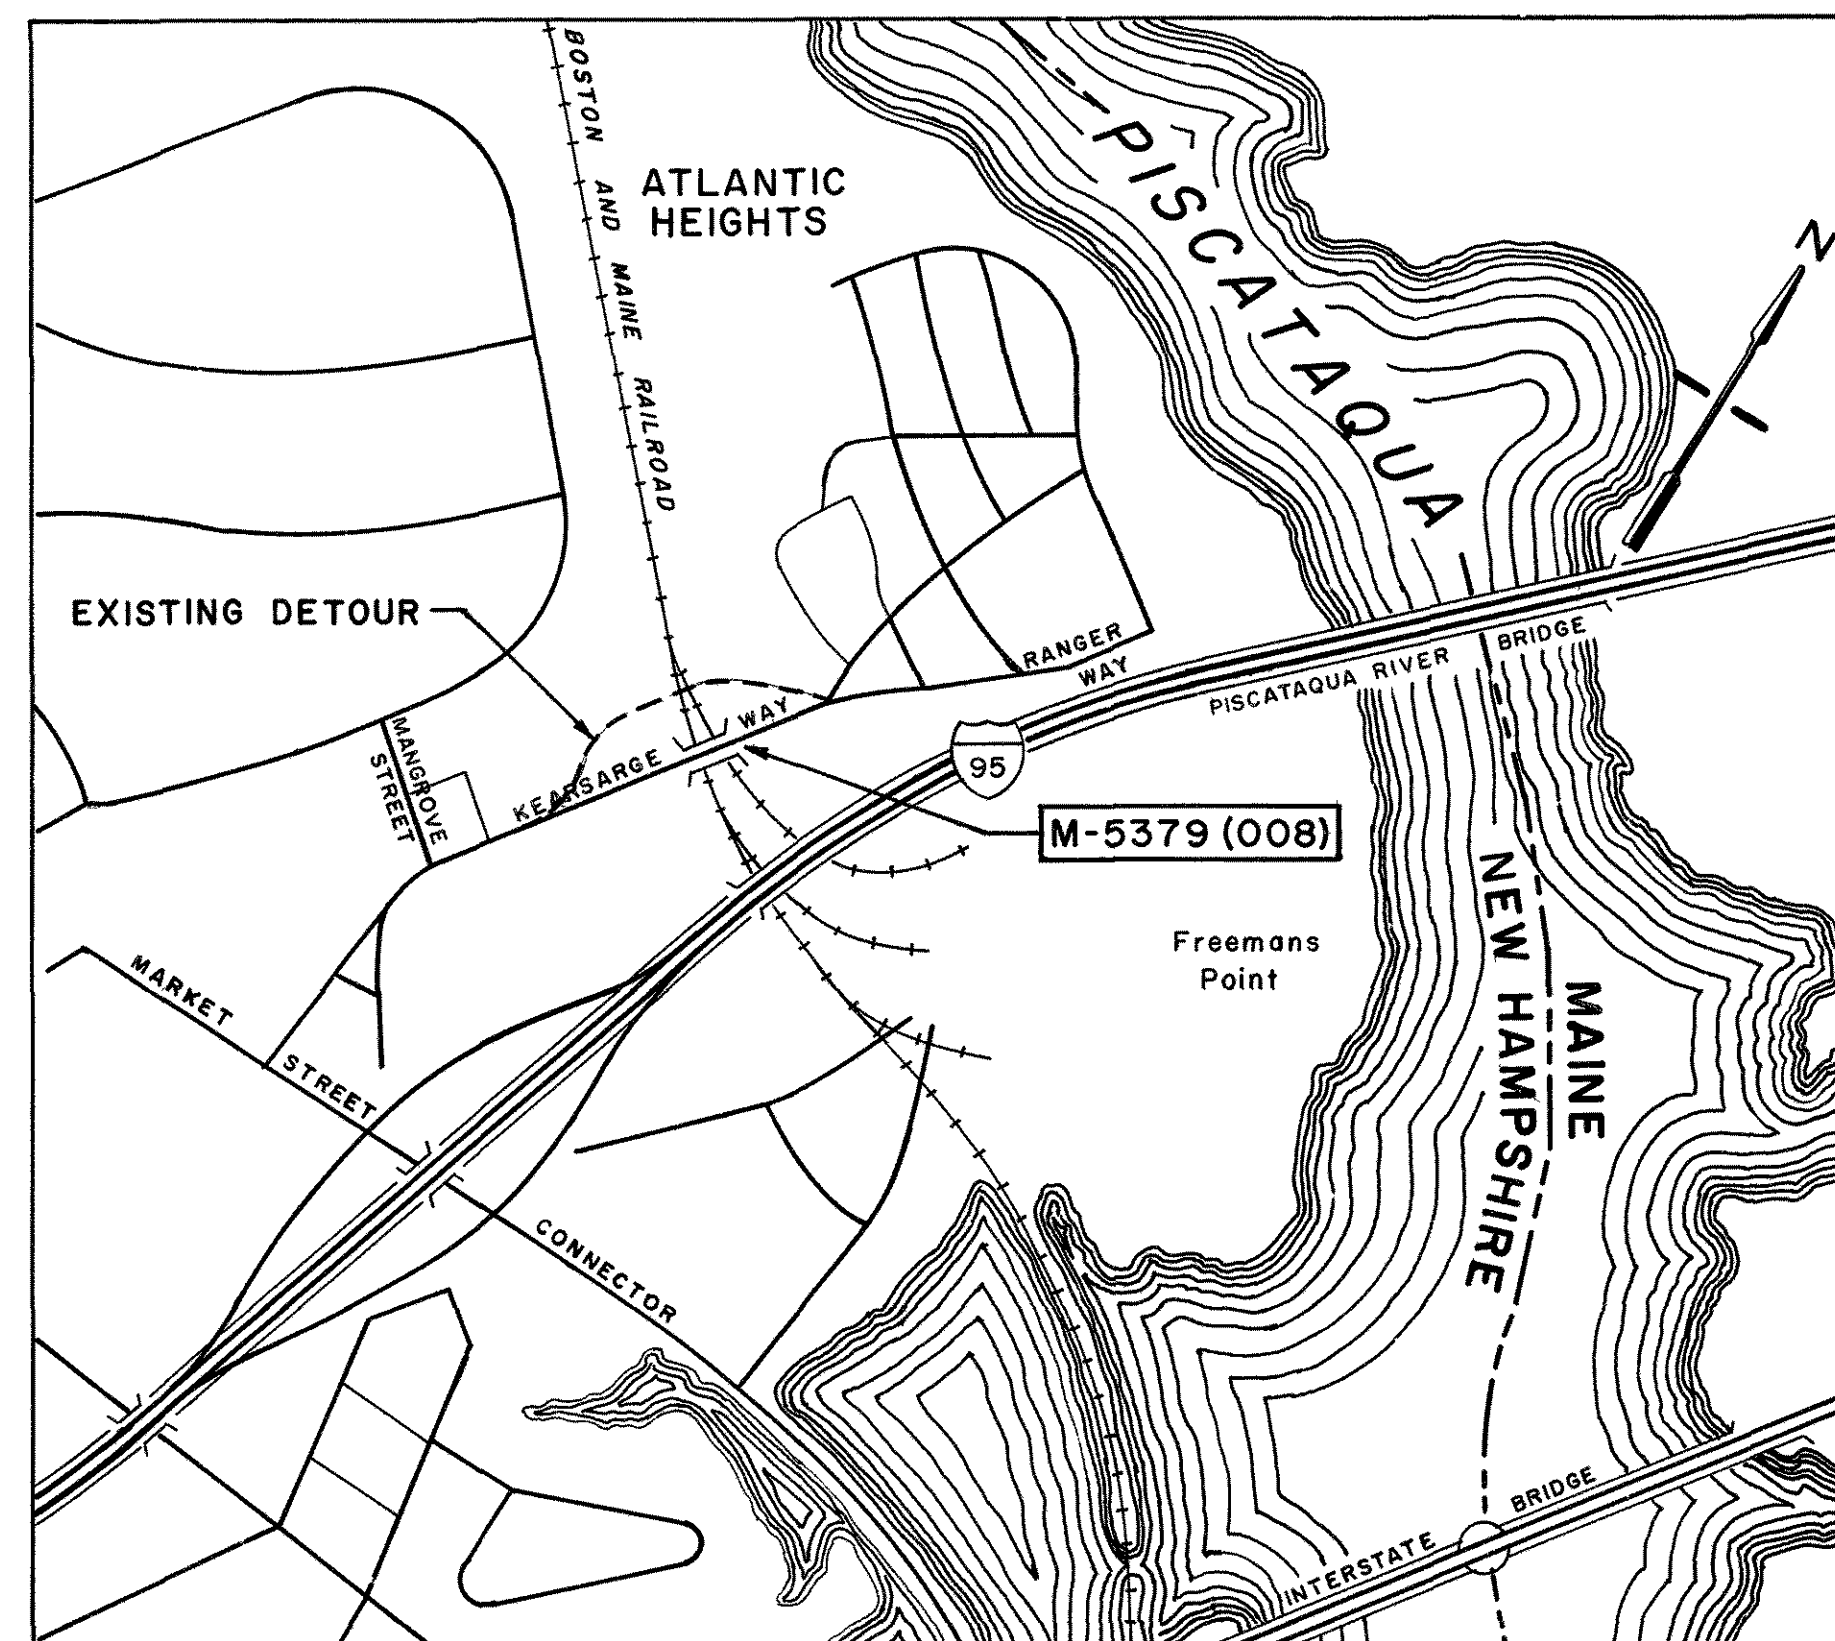 BOSTON AND MAINE RAILROAD
ATLANTIC
HEIGHTS
PISCATAQUA
N
EXISTING DETOUR
RANGER
WAY
BRIDGE
PISCATAQUA RIVER
MANGROVE
STREET
KEARSARGE WAY
95
M-5379 (008)
Freemans
Point
NEW HAMPSHIRE
MAINE
MARKET
STREET
CONNECTOR
INTERSTATE BRIDGE